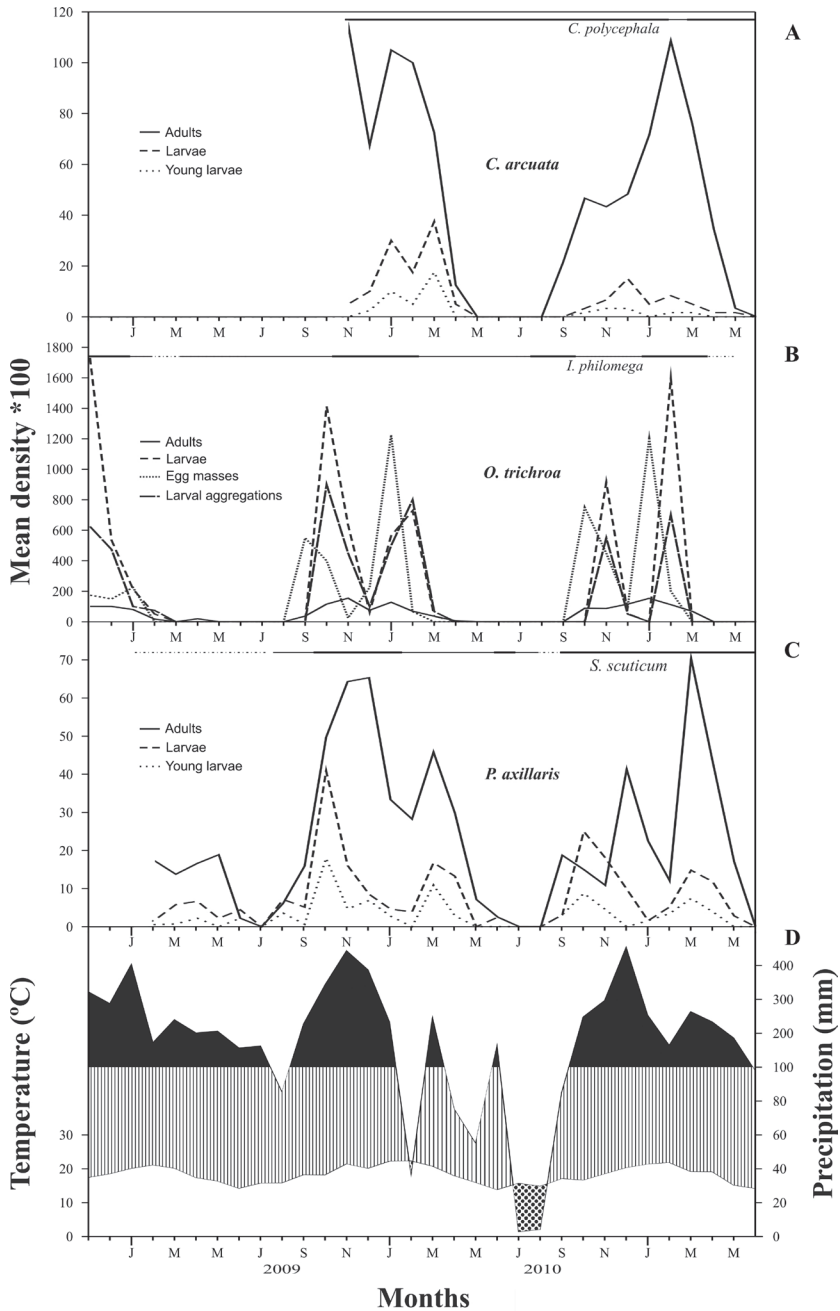 A
120
100
80
60
40
20
0
C. polycephala
Adults
Larvae
Young larvae
C. arcuata
J M M J S N J M M J S N J M M
B
1800
1600
1400
1200
1000
800
600
400
200
0
I. philomega
Adults
Larvae
Egg masses
Larval aggregations
O. trichroa
Mean density *100
J M M J S N J M M J S N J M M
C
70
60
50
40
30
20
10
0
S. scuticum
Adults
Larvae
Young larvae
P. axillaris
J M M J S N J M M J S N J M M
D
Temperature (ºC)
30
20
10
0
Precipitation (mm)
400
300
200
100
80
60
40
20
0
J M M J S N J M M J S N J M M
2009 2010
Months